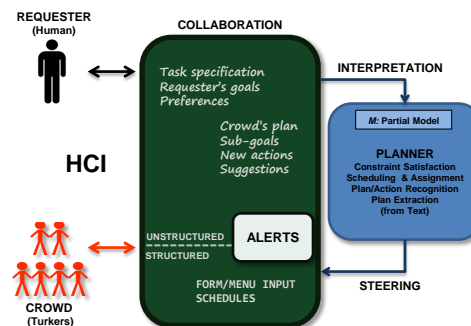 REQUESTER
(Human)
COLLABORATION
Task specification
Requester's goals
Preferences
Crowd's plan
Sub-goals
New actions
Suggestions
HCI
UNSTRUCTURED
STRUCTURED
ALERTS
FORM/MENU INPUT
SCHEDULES
CROWD
(Turkers)
INTERPRETATION
M: Partial Model
PLANNER
Constraint Satisfaction
Scheduling & Assignment
Plan/Action Recognition
Plan Extraction
(from Text)
STEERING